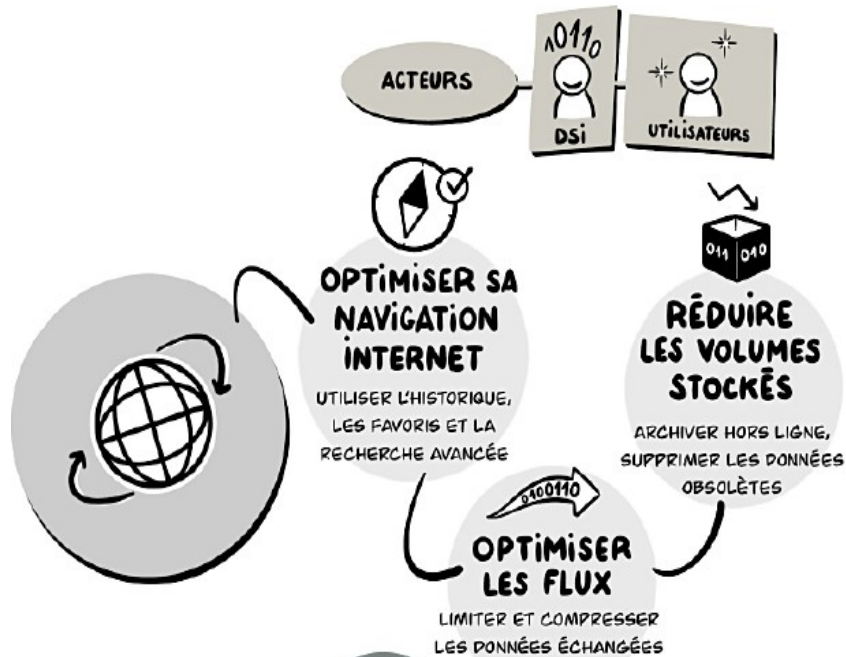 10110
ACTEURS
DSi
UTiLiSATEURS
OPTiMiSER SA
NAViGATiON
iNTERNET
UTILISER L'HISTORIQUE,
LES FAVORIS ET LA
RECHERCHE AVANCÉE
011 010
RÉDUiRE
LES VOLUMES
STOCKÉS
ARCHIVER HORS LIGNE,
SUPPRIMER LES DONNÉES
OBSOLÈTES
0100110
OPTiMiSER
LES FLUX
LIMITER ET COMPRESSER
LES DONNÉES ÉCHANGÉES